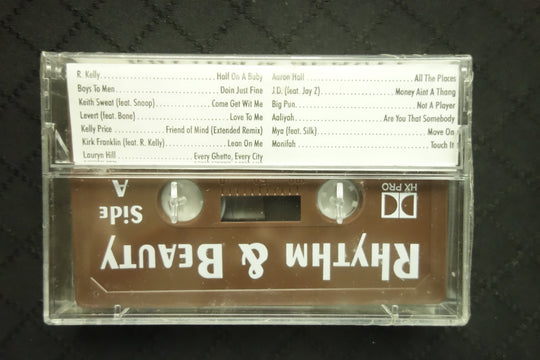 R. Kelly Half On A Baby
Boys To Men Doin Just Fine
Keith Sweat (feat. Snoop) Come Get Wit Me
Levert (feat. Bone) Love To Me
Kelly Price Friend of Mind (Extended Remix)
Kirk Franklin (feat. R. Kelly) Lean On Me
Lauryn Hill Every Ghetto, Every City
Aaron Hall All The Places
J.D. (feat. Jay Z) Money Aint A Thang
Big Pun Not A Player
Aaliyah Are You That Somebody
Mya (feat. Silk) Move On
Monifah Touch It
RHYTHM & BEAUTY
HX PRO
Side
A